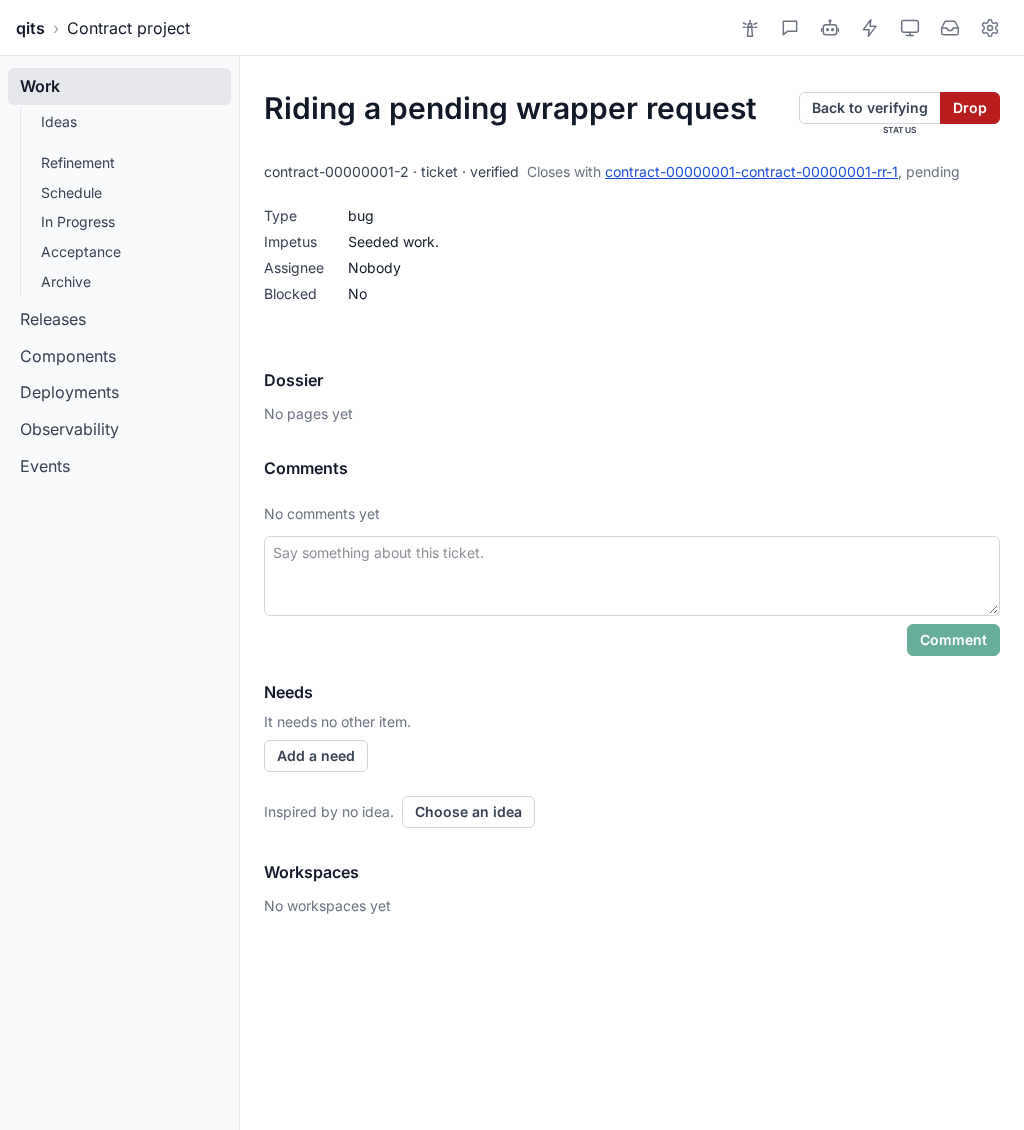 qits › Contract project
Work
Ideas
Refinement
Schedule
In Progress
Acceptance
Archive
Releases
Components
Deployments
Observability
Events
Riding a pending wrapper request
Back to verifying
Drop
STATUS
contract-00000001-2 · ticket · verified Closes with contract-00000001-contract-00000001-rr-1, pending
Type bug
Impetus Seeded work.
Assignee Nobody
Blocked No
Dossier
No pages yet
Comments
No comments yet
Say something about this ticket.
Comment
Needs
It needs no other item.
Add a need
Inspired by no idea. Choose an idea
Workspaces
No workspaces yet